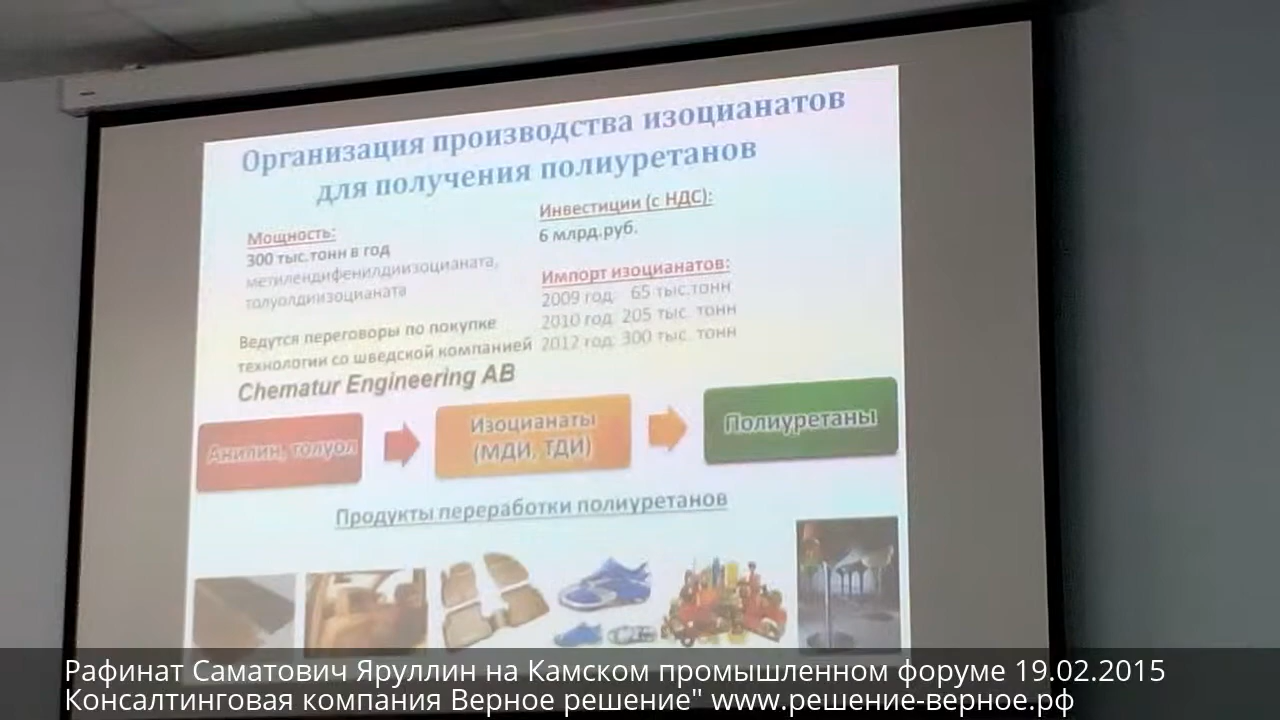 Организация производства изоцианатов
для получения полиуретанов
Мощность:
300 тыс.тонн в год
метилендифенилдиизоцианата,
толуолдиизоцианата
Ведутся переговоры по покупке
технологии со шведской компанией
Chematur Engineering AB
Инвестиции (с НДС):
6 млрд.руб.
Импорт изоцианатов:
2009 год: 65 тыс.тонн
2010 год: 205 тыс. тонн
2012 год: 300 тыс. тонн
Анилин, толуол
Изоцианаты
(МДИ, ТДИ)
Полиуретаны
Продукты переработки полиуретанов
Рафинат Саматович Яруллин на Камском промышленном форуме 19.02.2015
Консалтинговая компания Верное решение" www.решение-верное.рф